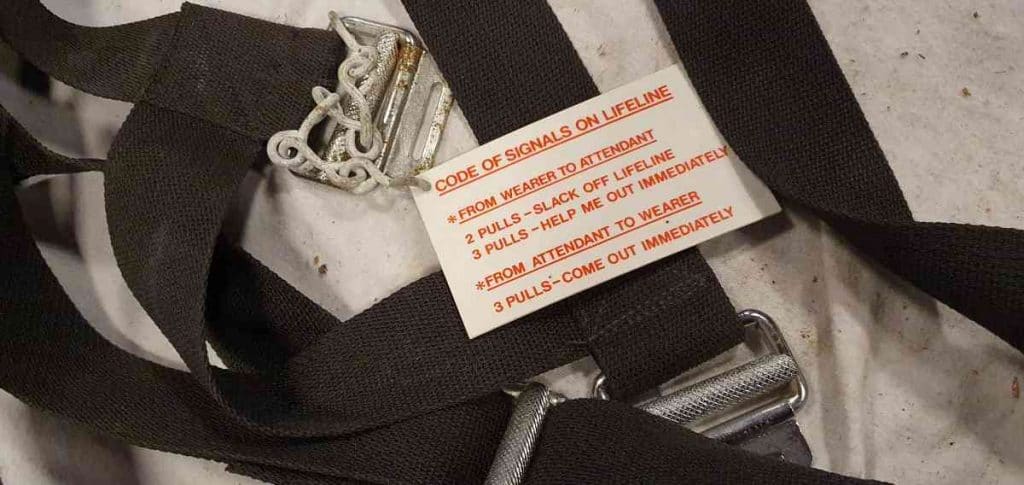 CODE OF SIGNALS ON LIFELINE
*FROM WEARER TO ATTENDANT
2 PULLS-SLACK OFF LIFELINE
3 PULLS-HELP ME OUT IMMEDIATELY
*FROM ATTENDANT TO WEARER
3 PULLS-COME OUT IMMEDIATELY